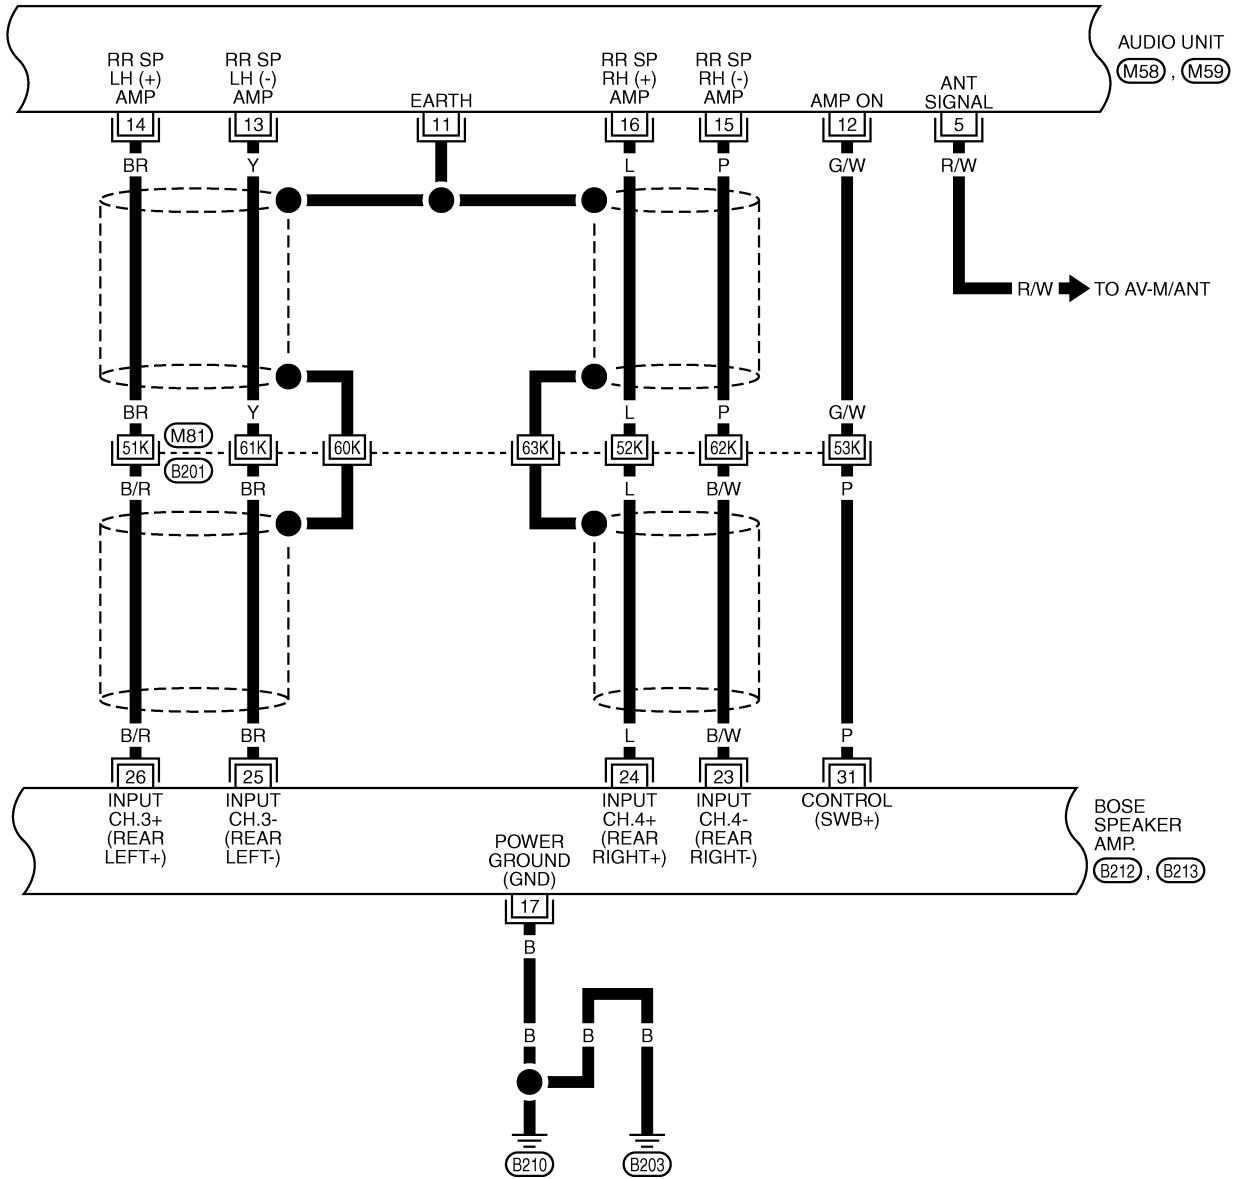 AUDIO UNIT
M58 , M59
RR SP
LH (+)
AMP
RR SP
LH (-)
AMP
EARTH
RR SP
RH (+)
AMP
RR SP
RH (-)
AMP
AMP ON
ANT
SIGNAL
14
13
11
16
15
12
5
BR
Y
L
P
G/W
R/W
R/W
TO AV-M/ANT
BR
Y
L
P
G/W
51K
M81
B201
61K
60K
63K
52K
62K
53K
B/R
BR
L
B/W
P
B/R
BR
L
B/W
P
26
25
24
23
31
INPUT
CH.3+
(REAR
LEFT+)
INPUT
CH.3-
(REAR
LEFT-)
POWER
GROUND
(GND)
INPUT
CH.4+
(REAR
RIGHT+)
INPUT
CH.4-
(REAR
RIGHT-)
CONTROL
(SWB+)
BOSE
SPEAKER
AMP.
B212 , B213
17
B
B
B
B
B210
B203